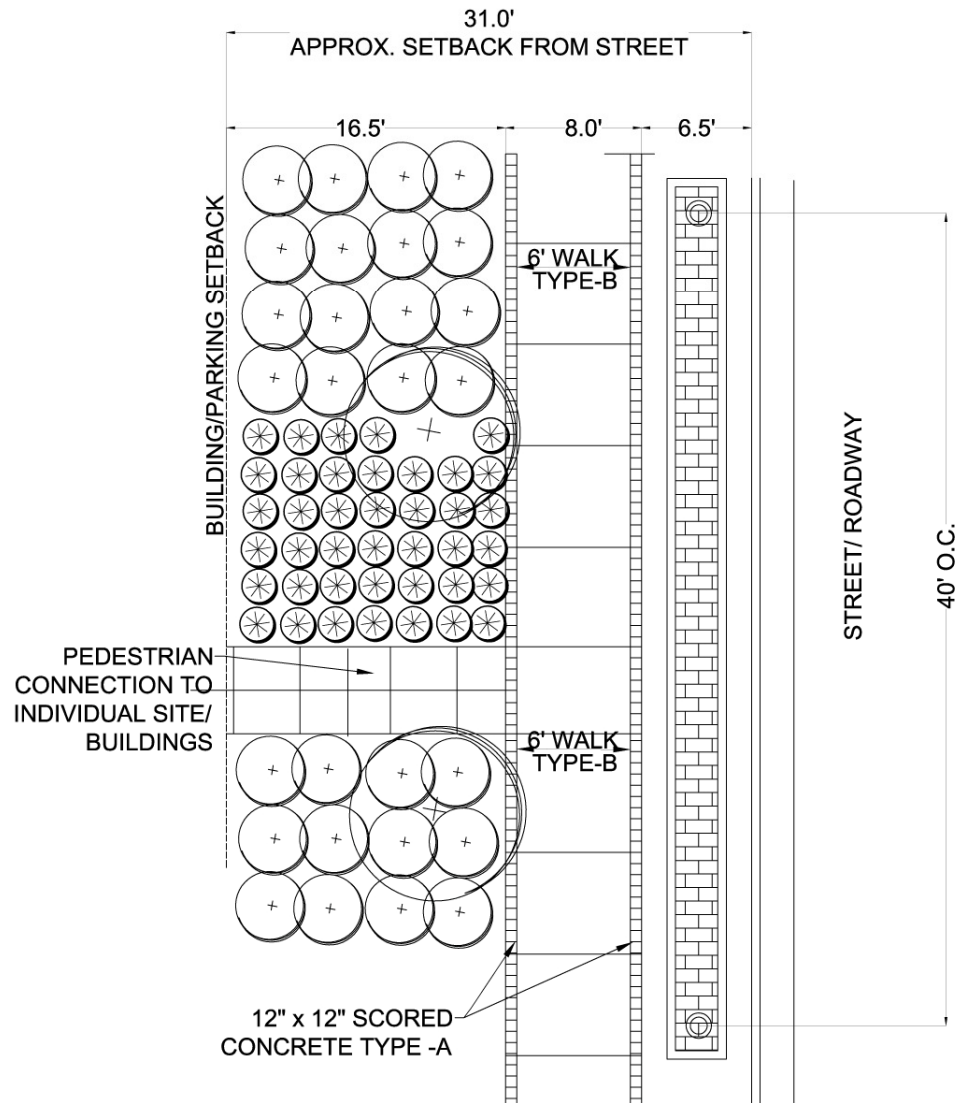 31.0'
APPROX. SETBACK FROM STREET
16.5'
8.0'
6.5'
BUILDING/PARKING SETBACK
6' WALK
TYPE-B
STREET/ ROADWAY
40' O.C.
PEDESTRIAN
CONNECTION TO
INDIVIDUAL SITE/
BUILDINGS
6' WALK
TYPE-B
12" x 12" SCORED
CONCRETE TYPE -A